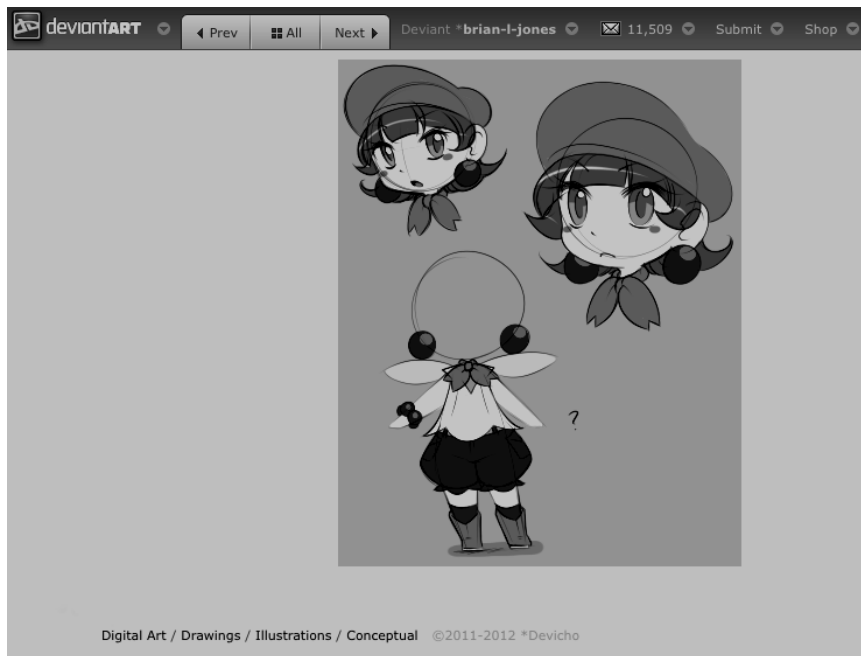 deviantART Prev All Next Deviant *brian-l-jones 11,509 Submit Shop
?
Digital Art / Drawings / Illustrations / Conceptual ©2011-2012 *Devicho